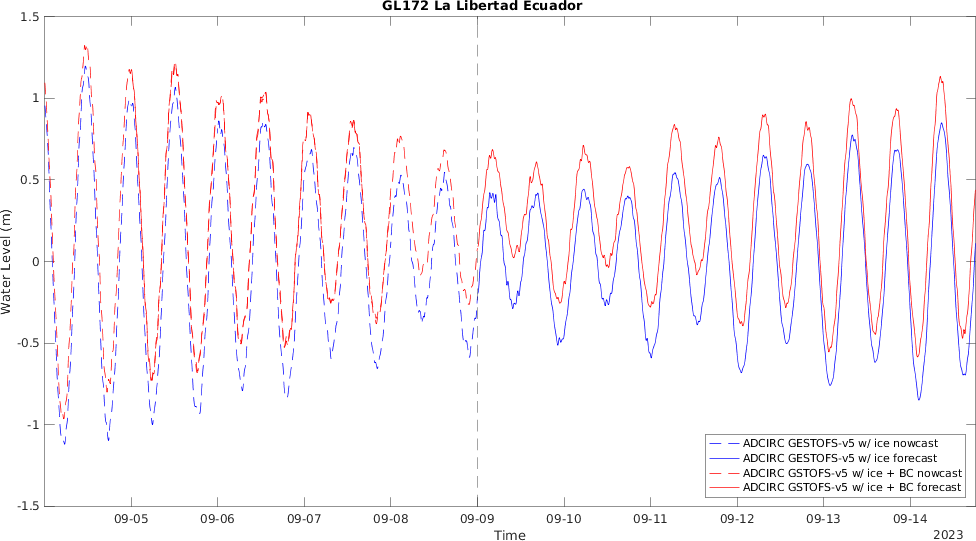 GL172 La Libertad Ecuador
1.5
1
0.5
0
-0.5
-1
-1.5
Water Level (m)
ADCIRC GESTOFS-v5 w/ ice nowcast
ADCIRC GESTOFS-v5 w/ ice forecast
ADCIRC GSTOFS-v5 w/ ice + BC nowcast
ADCIRC GSTOFS-v5 w/ ice + BC forecast
09-05 09-06 09-07 09-08 09-09 09-10 09-11 09-12 09-13 09-14
Time
2023